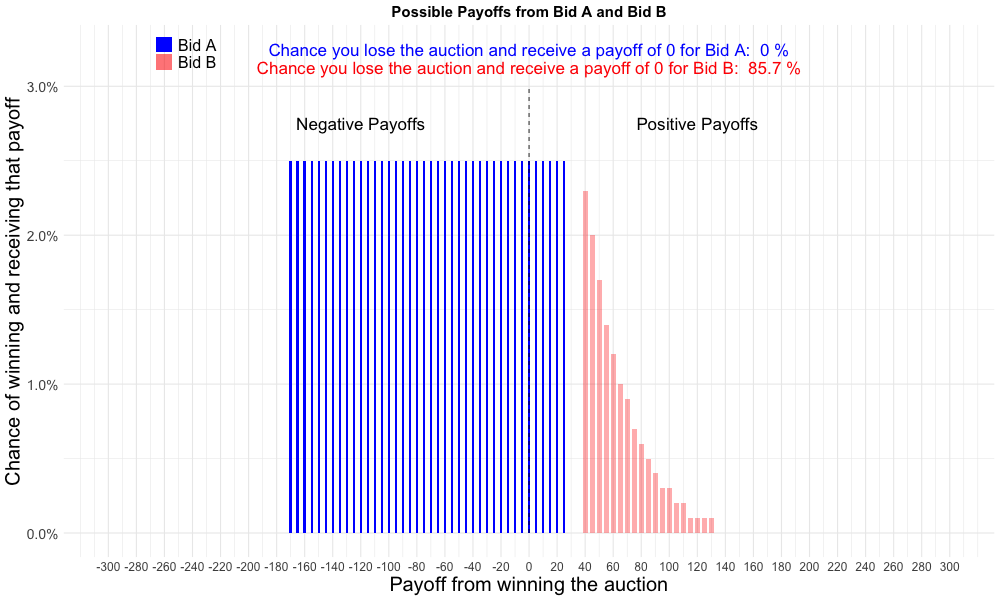 Possible Payoffs from Bid A and Bid B
Bid A
Bid B
Chance you lose the auction and receive a payoff of 0 for Bid A:  0 %
Chance you lose the auction and receive a payoff of 0 for Bid B:  85.7 %
Negative Payoffs
Positive Payoffs
Chance of winning and receiving that payoff
3.0%
2.0%
1.0%
0.0%
-300 -280 -260 -240 -220 -200 -180 -160 -140 -120 -100 -80 -60 -40 -20 0 20 40 60 80 100 120 140 160 180 200 220 240 260 280 300
Payoff from winning the auction